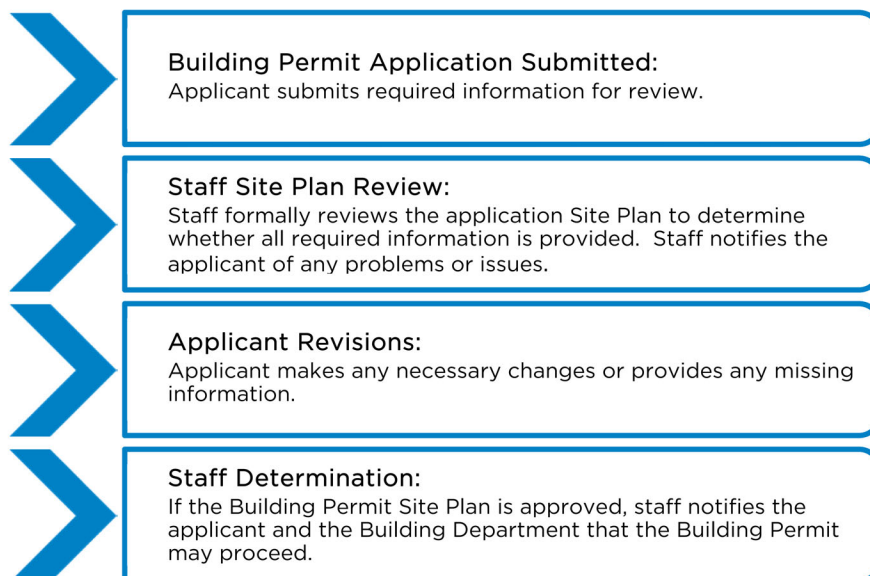 Building Permit Application Submitted:
Applicant submits required information for review.
Staff Site Plan Review:
Staff formally reviews the application Site Plan to determine
whether all required information is provided.  Staff notifies the
applicant of any problems or issues.
Applicant Revisions:
Applicant makes any necessary changes or provides any missing
information.
Staff Determination:
If the Building Permit Site Plan is approved, staff notifies the
applicant and the Building Department that the Building Permit
may proceed.